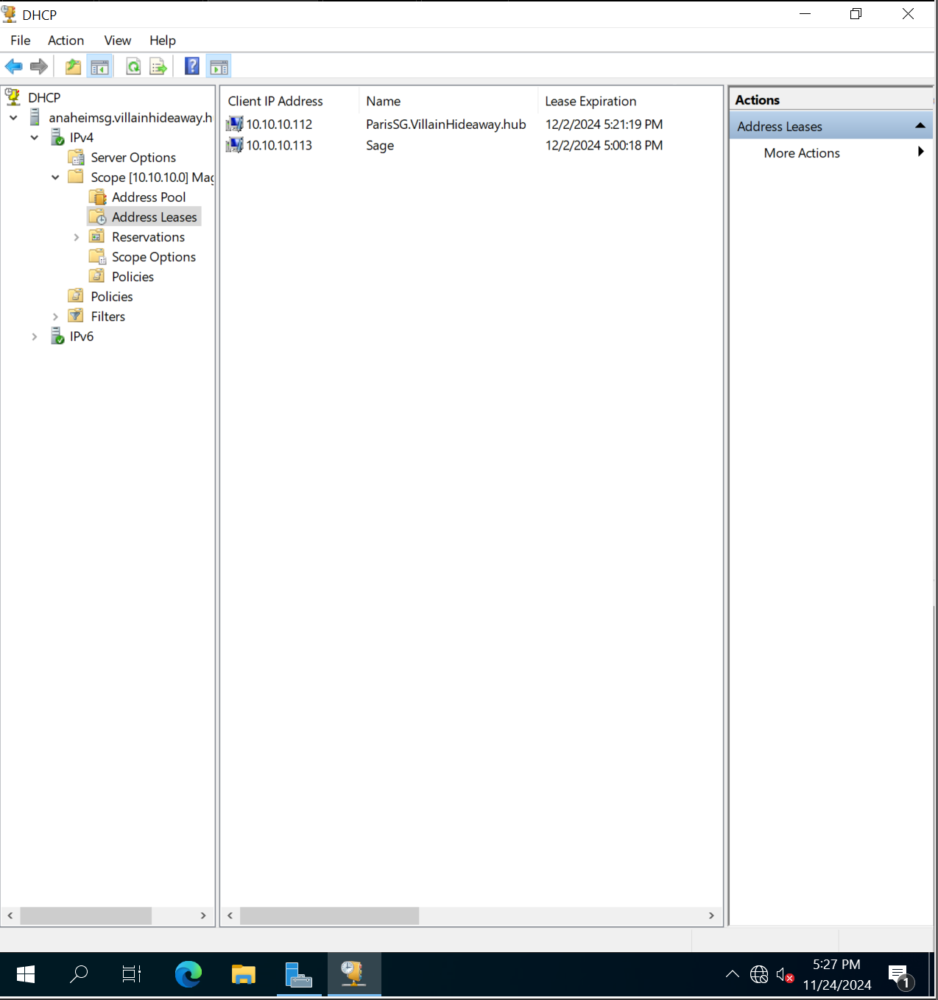 DHCP
File Action View Help
DHCP
anaheimsg.villainhideaway.h
IPv4
Server Options
Scope [10.10.10.0] Mag
Address Pool
Address Leases
Reservations
Scope Options
Policies
Policies
Filters
IPv6
Client IP Address Name Lease Expiration
10.10.10.112 ParisSG.VillainHideaway.hub 12/2/2024 5:21:19 PM
10.10.10.113 Sage 12/2/2024 5:00:18 PM
Actions
Address Leases
More Actions
5:27 PM
11/24/2024
1